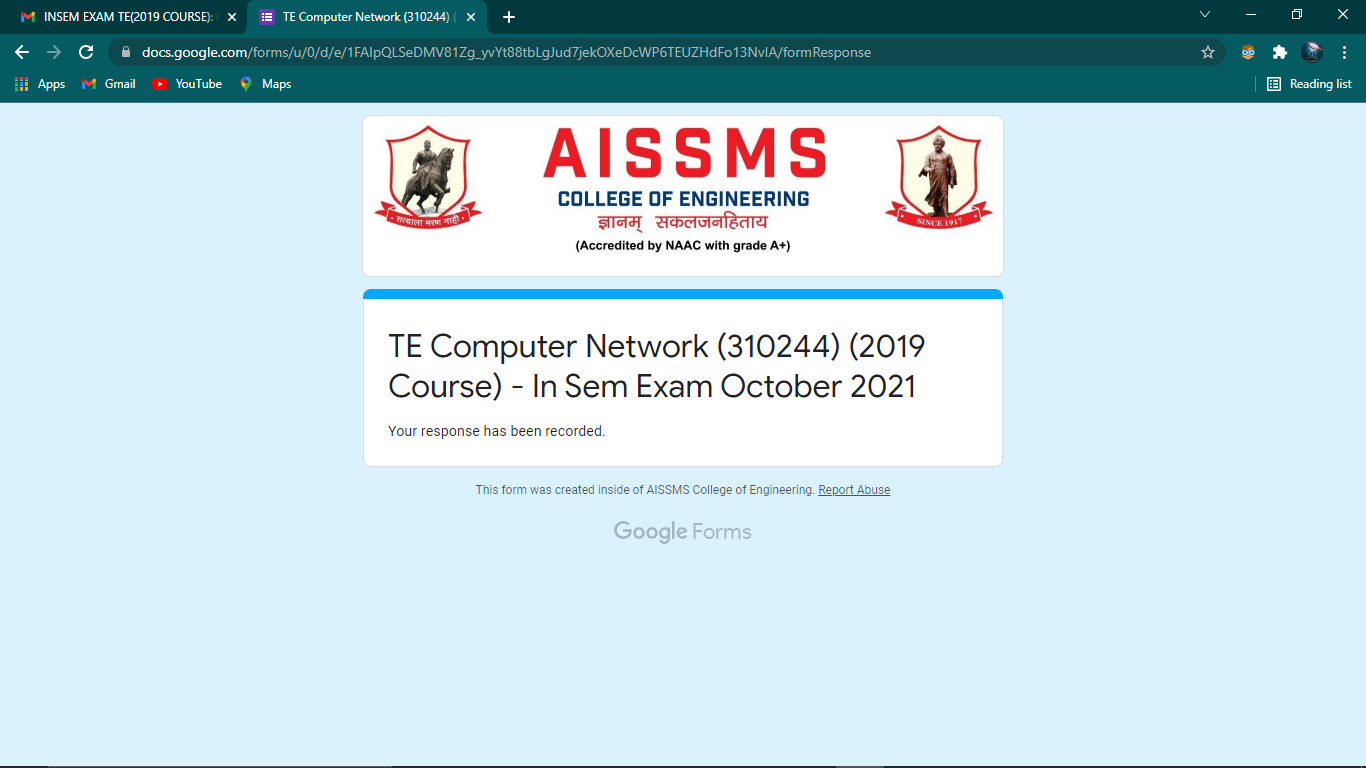 INSEM EXAM TE(2019 COURSE):
TE Computer Network (310244) (
docs.google.com/forms/u/0/d/e/1FAIpQLSeDMV81Zg_yvYt88tbLgJud7jekOXeDcWP6TEUZHdFo13NvIA/formResponse
Apps Gmail YouTube Maps Reading list
AISSMS
COLLEGE OF ENGINEERING
ज्ञानम् सकलजनहिताय
(Accredited by NAAC with grade A+)
सत्याला मरण नाही
SINCE 1917
TE Computer Network (310244) (2019
Course) - In Sem Exam October 2021
Your response has been recorded.
This form was created inside of AISSMS College of Engineering. Report Abuse
Google Forms